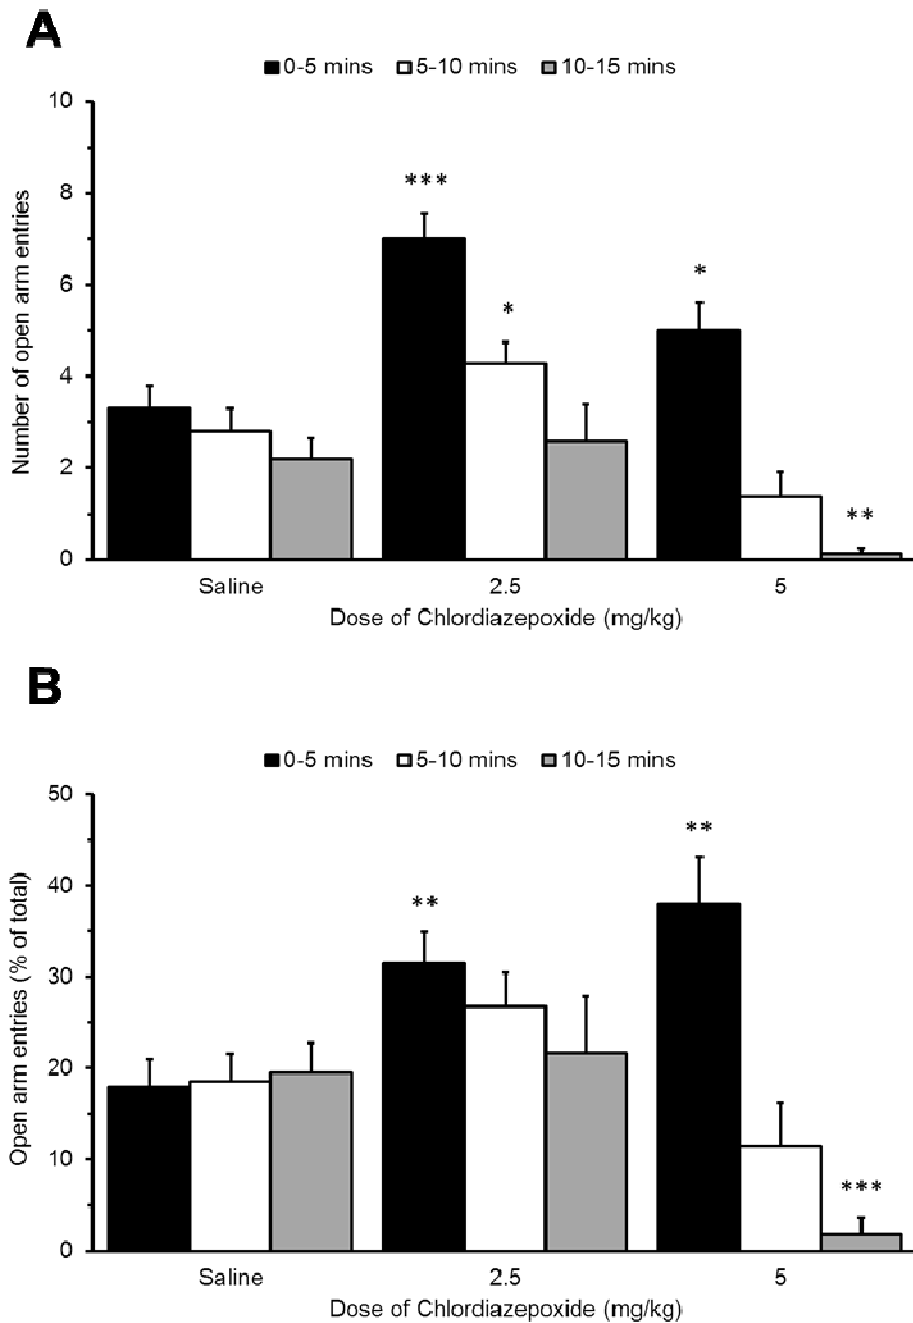 A
0-5 mins 5-10 mins 10-15 mins
10
8
6
4
2
0
Number of open arm entries
***
*
*
**
Saline 2.5 5
Dose of Chlordiazepoxide (mg/kg)
B
0-5 mins 5-10 mins 10-15 mins
50
40
30
20
10
0
Open arm entries (% of total)
**
**
***
Saline 2.5 5
Dose of Chlordiazepoxide (mg/kg)